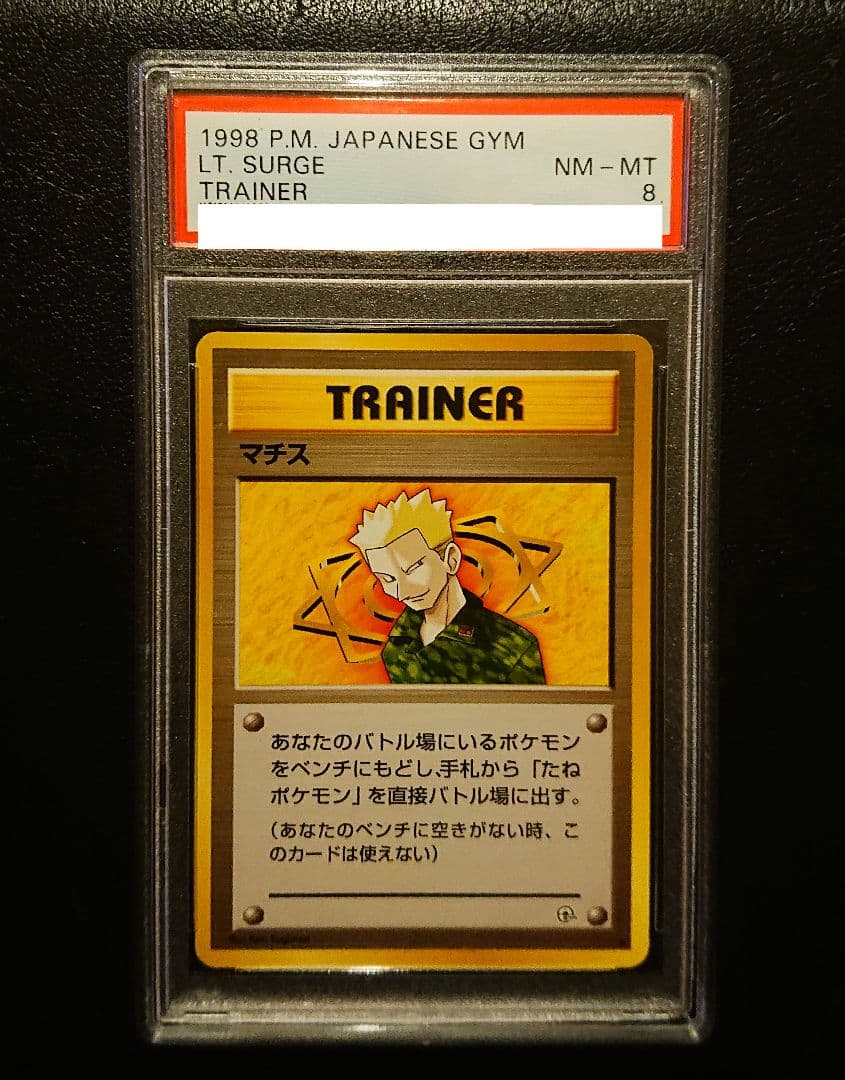 1998 P.M. JAPANESE GYM
LT. SURGE NM - MT
TRAINER 8
TRAINER
マチス
あなたのバトル場にいるポケモン
をベンチにもどし、手札から「たね
ポケモン」を直接バトル場に出す。
（あなたのベンチに空きがない時、こ
のカードは使えない）